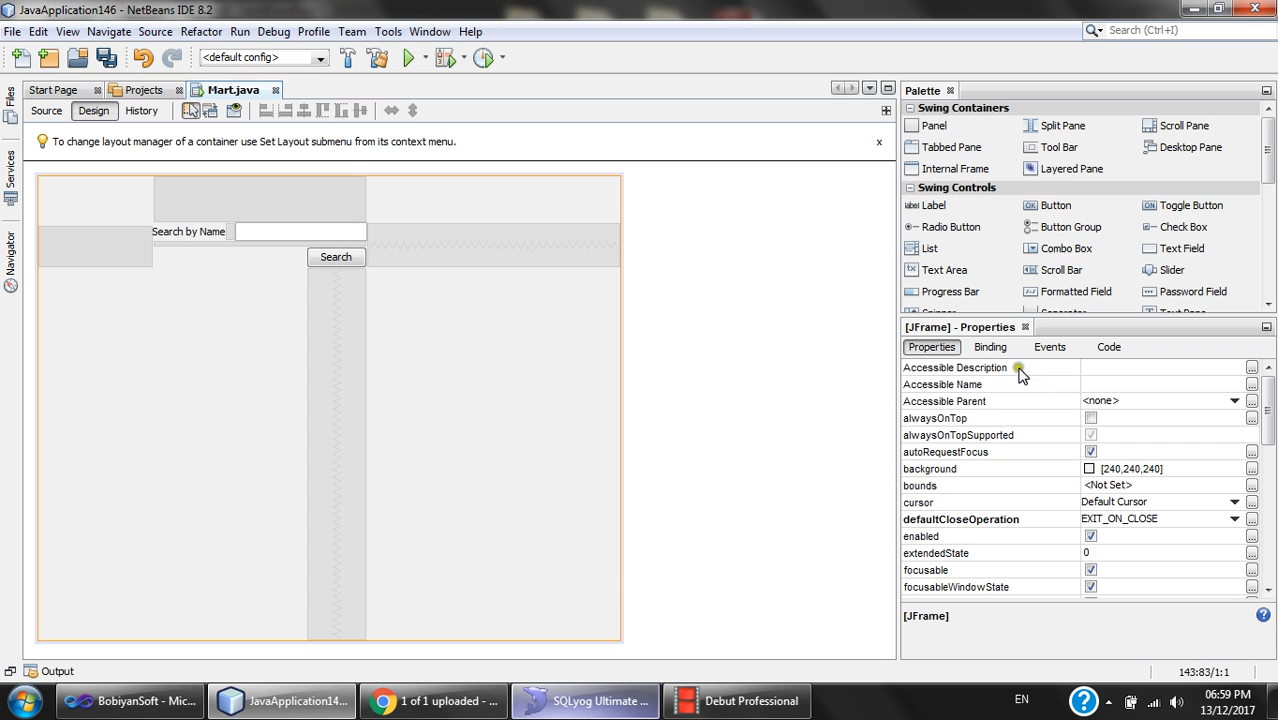 JavaApplication146 - NetBeans IDE 8.2
File Edit View Navigate Source Refactor Run Debug Profile Team Tools Window Help
Search (Ctrl+I)
<default config>
Start Page Projects Mart.java
Source Design History
To change layout manager of a container use Set Layout submenu from its context menu. x
Files
Services
Navigator
Search by Name
Search
Palette
Swing Containers
Panel Split Pane Scroll Pane
Tabbed Pane Tool Bar Desktop Pane
Internal Frame Layered Pane
Swing Controls
Label Button Toggle Button
Radio Button Button Group Check Box
List Combo Box Text Field
Text Area Scroll Bar Slider
Progress Bar Formatted Field Password Field
[JFrame] - Properties
Properties Binding Events Code
Accessible Description ...
Accessible Name ...
Accessible Parent <none> ...
alwaysOnTop ...
alwaysOnTopSupported
autoRequestFocus ...
background [240,240,240] ...
bounds <Not Set> ...
cursor Default Cursor ...
defaultCloseOperation EXIT_ON_CLOSE ...
enabled ...
extendedState 0 ...
focusable ...
focusableWindowState ...
[JFrame]
Output
143:83/1:1
BobiyanSoft - Mic... JavaApplication14... 1 of 1 uploaded - ... SQLyog Ultimate ... Debut Professional EN 06:59 PM
13/12/2017